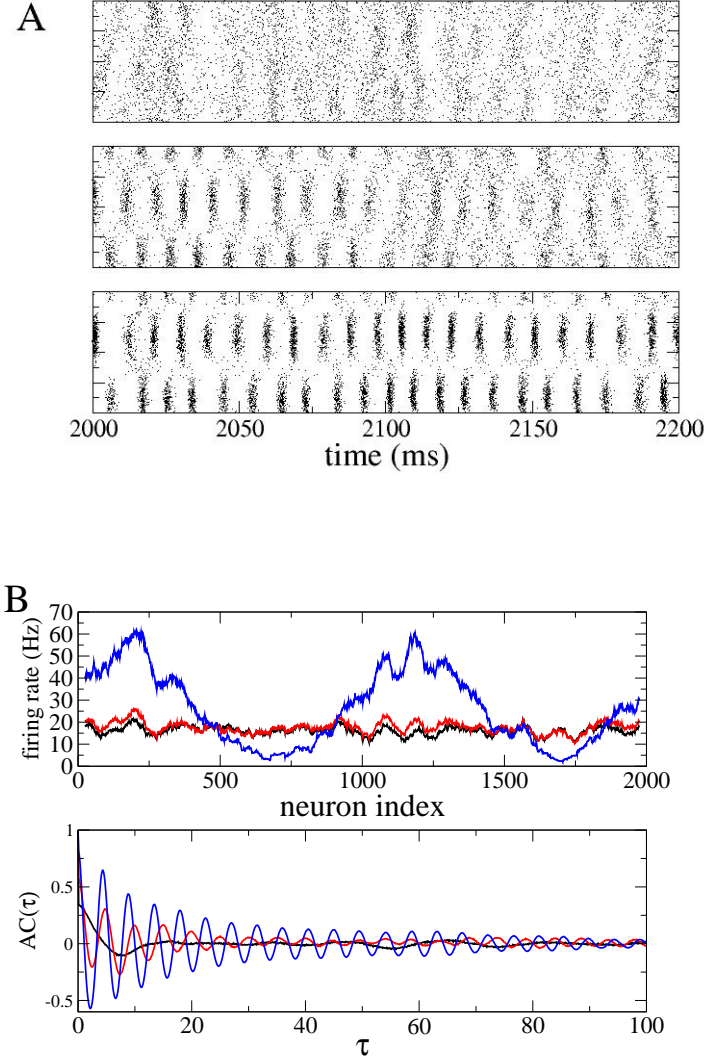 A
2000 2050 2100 2150 2200
time (ms)
B
70
60
50
40
30
20
10
0
firing rate (Hz)
0 500 1000 1500 2000
neuron index
1
0.5
0
-0.5
AC(τ)
0 20 40 60 80 100
τ